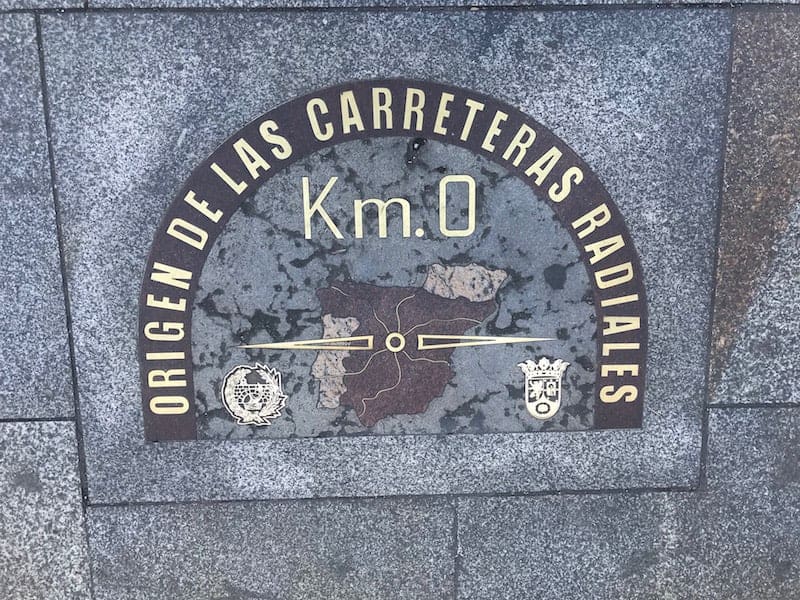 ORIGEN DE LAS CARRETERAS RADIALES
Km.0